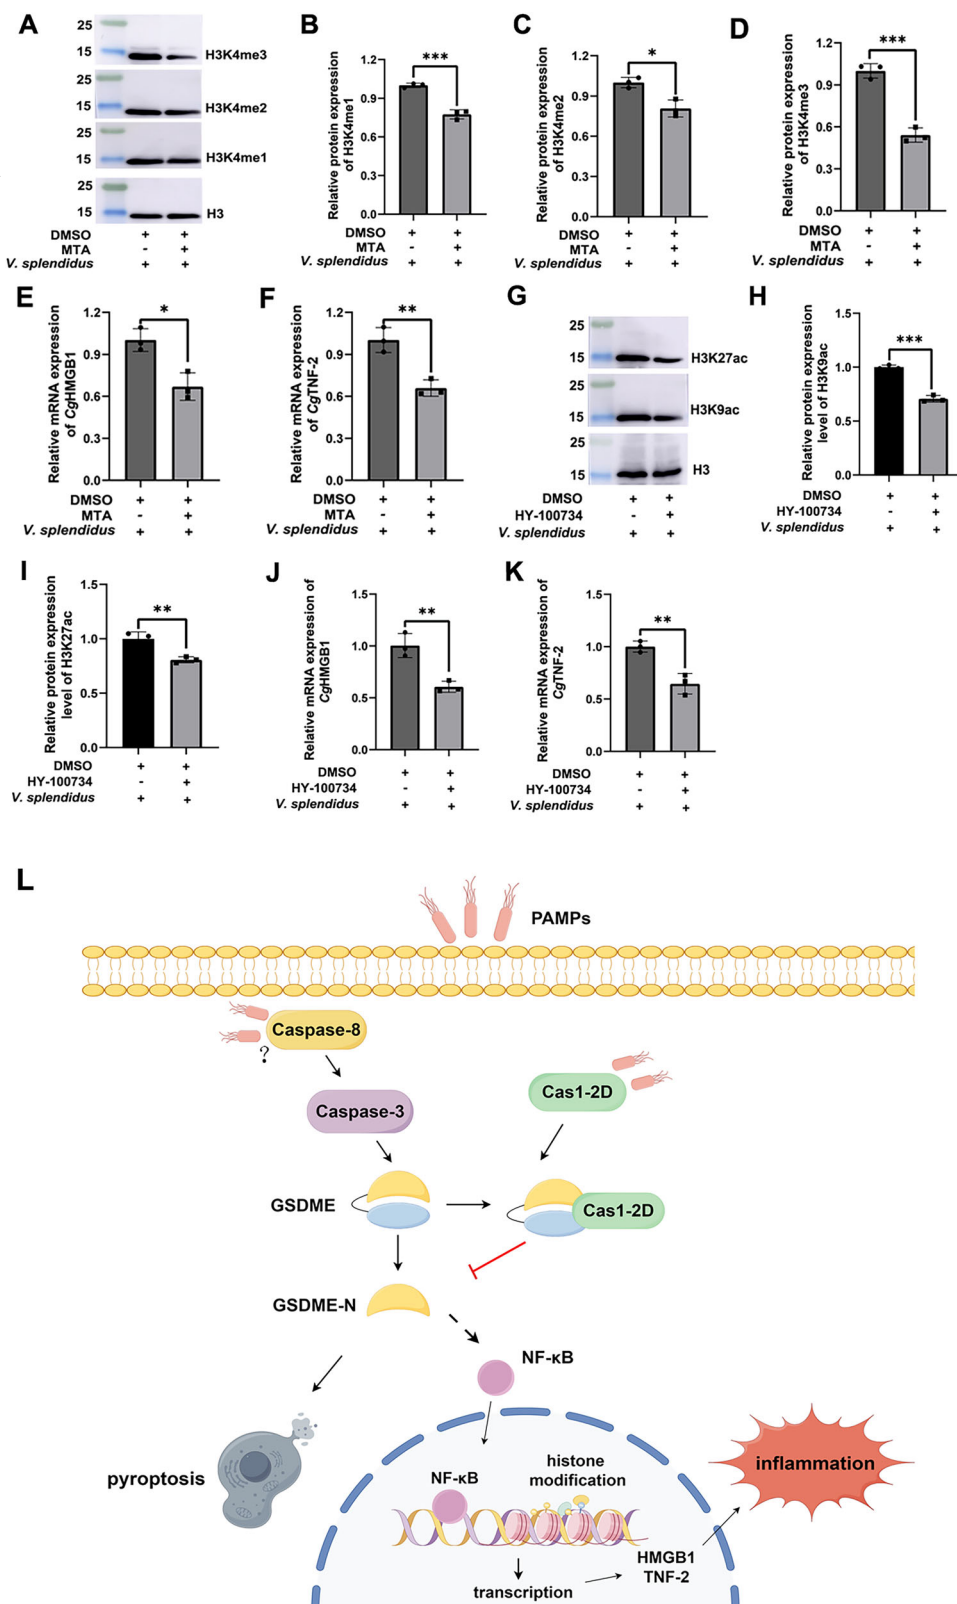 A
25
15
H3K4me3
25
15
H3K4me2
25
15
H3K4me1
25
15
H3
DMSO + +
MTA - +
V. splendidus + +
B
Relative protein expression
of H3K4me1
1.2
0.9
0.6
0.3
0.0
***
DMSO + +
MTA - +
V. splendidus + +
C
Relative protein expression
of H3K4me2
1.2
0.9
0.6
0.3
0.0
*
DMSO + +
MTA - +
V. splendidus + +
D
Relative protein expression
of H3K4me3
1.2
0.9
0.6
0.3
0.0
***
DMSO + +
MTA - +
V. splendidus + +
E
Relative mRNA expression
of CgHMGB1
1.2
0.9
0.6
0.3
0.0
*
DMSO + +
MTA - +
V. splendidus + +
F
Relative mRNA expression
of CgTNF-2
1.2
0.9
0.6
0.3
0.0
**
DMSO + +
MTA - +
V. splendidus + +
G
25
15
H3K27ac
25
15
H3K9ac
25
15
H3
DMSO + +
HY-100734 - +
V. splendidus + +
H
Relative protein expression
level of H3K9ac
1.5
1.0
0.5
0.0
***
DMSO + +
HY-100734 - +
V. splendidus + +
I
Relative protein expression
level of H3K27ac
1.5
1.0
0.5
0.0
**
DMSO + +
HY-100734 - +
V. splendidus + +
J
Relative mRNA expression of
CgHMGB1
1.5
1.0
0.5
0.0
**
DMSO + +
HY-100734 - +
V. splendidus + +
K
Relative mRNA expression of
CgTNF-2
1.5
1.0
0.5
0.0
**
DMSO + +
HY-100734 - +
V. splendidus + +
L
PAMPs
Caspase-8
?
Caspase-3
Cas1-2D
GSDME
Cas1-2D
GSDME-N
NF-κB
pyroptosis
NF-κB
histone
modification
inflammation
HMGB1
TNF-2
transcription